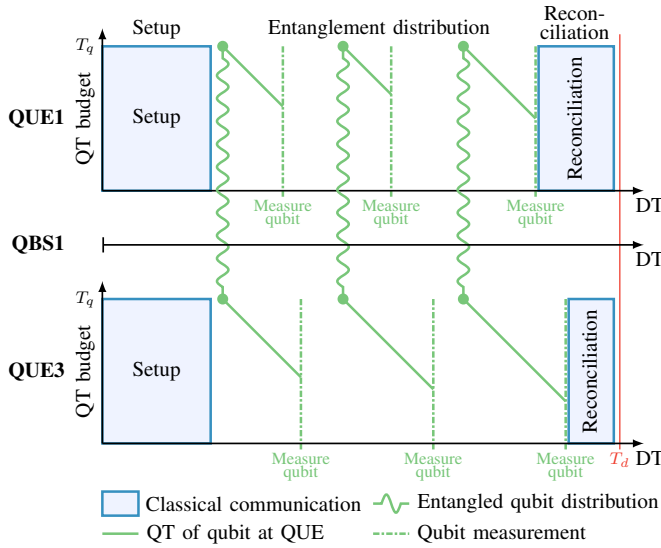 Setup
Entanglement distribution
Recon-
ciliation
T_q
QT budget
QUE1
Setup
Reconciliation
Measure
qubit
Measure
qubit
Measure
qubit
DT
QBS1
DT
T_q
QT budget
QUE3
Setup
Reconciliation
Measure
qubit
Measure
qubit
Measure
qubit
T_d
DT
Classical communication
Entangled qubit distribution
QT of qubit at QUE
Qubit measurement